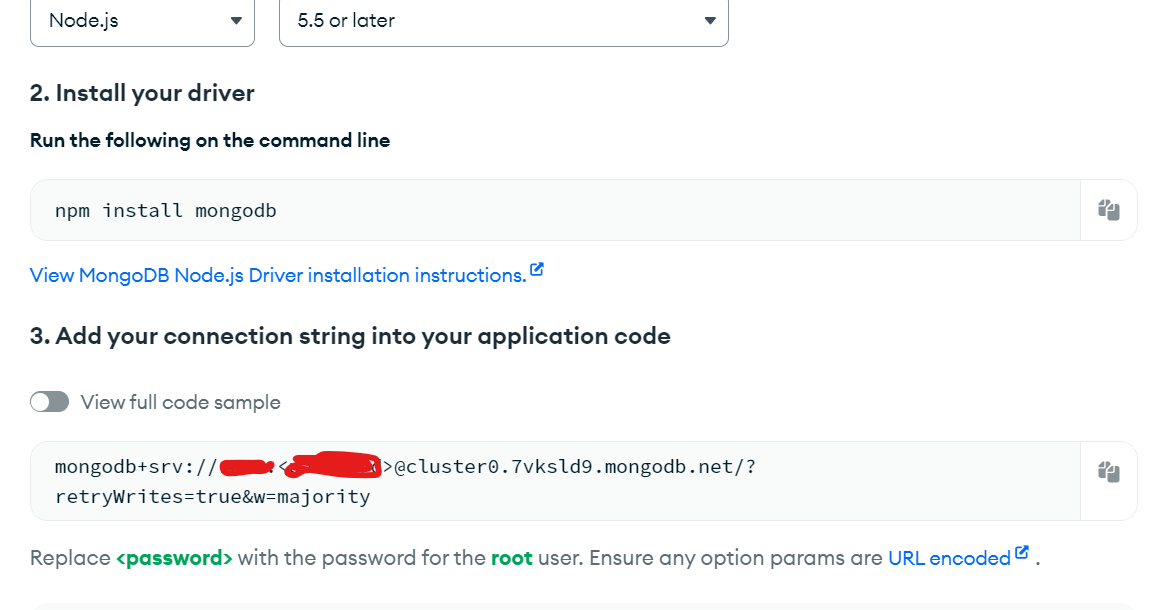 Node.js
5.5 or later
2. Install your driver
Run the following on the command line
npm install mongodb
View MongoDB Node.js Driver installation instructions.
3. Add your connection string into your application code
View full code sample
mongodb+srv:// :< >@cluster0.7vksld9.mongodb.net/?
retryWrites=true&w=majority
Replace <password> with the password for the root user. Ensure any option params are URL encoded .